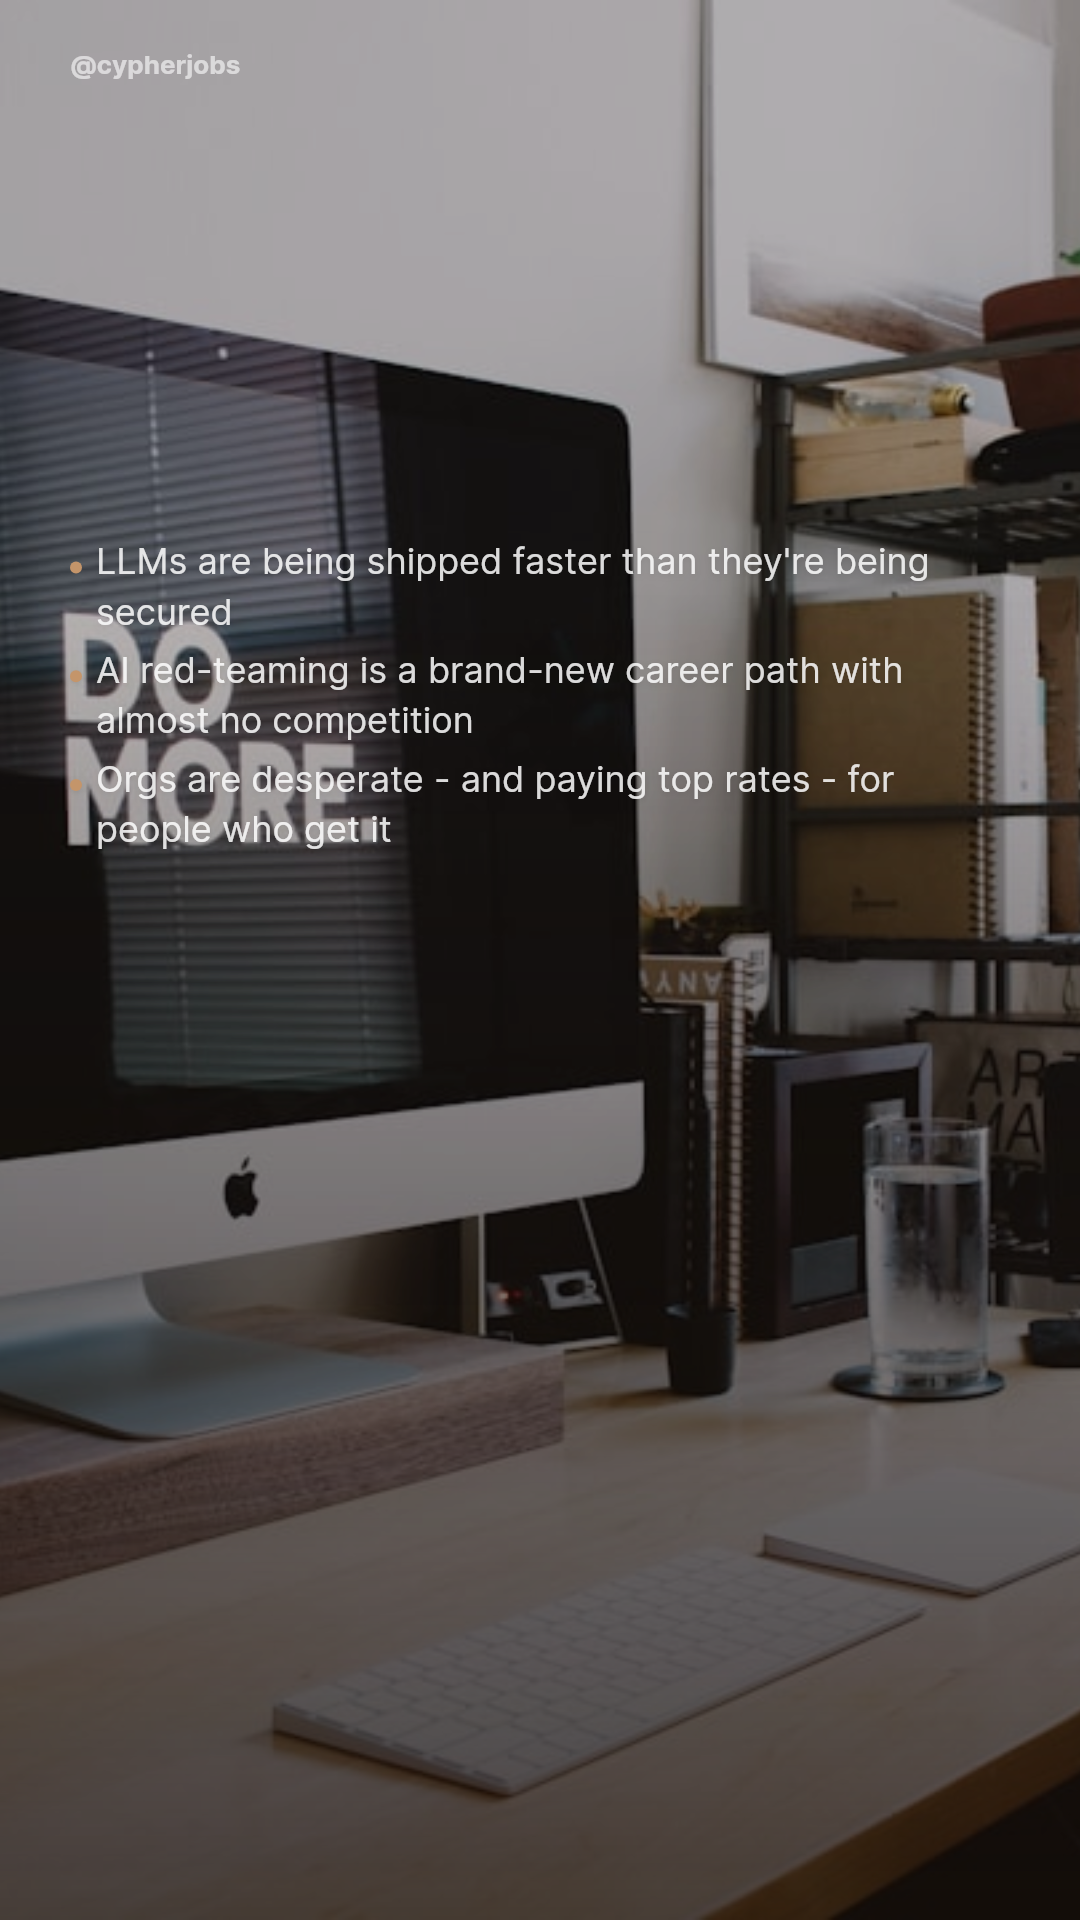 @cypherjobs
• LLMs are being shipped faster than they're being
secured
• AI red-teaming is a brand-new career path with
almost no competition
• Orgs are desperate - and paying top rates - for
people who get it
DO
MORE